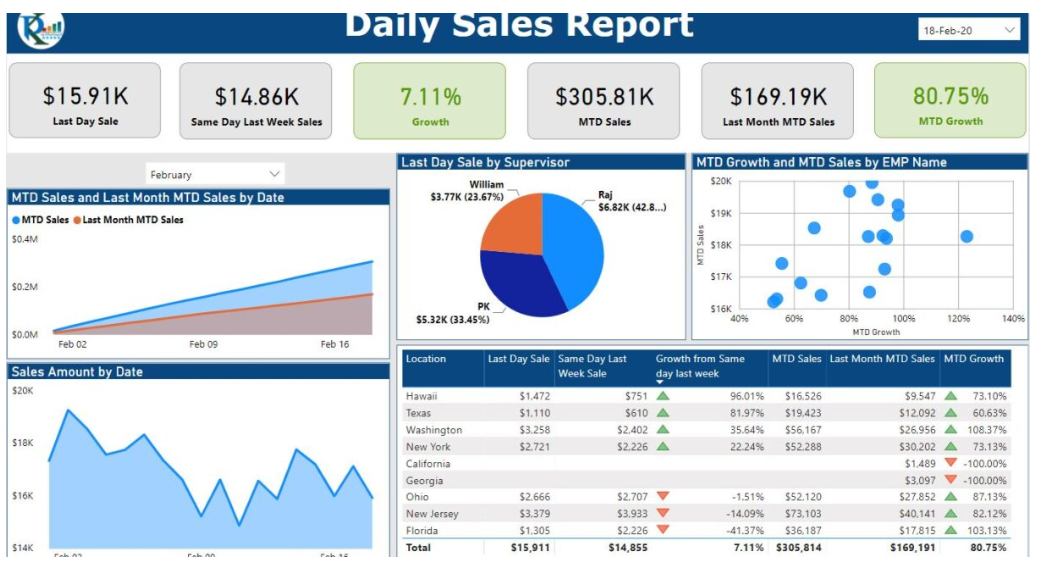 Daily Sales Report
18-Feb-20
$15.91K
Last Day Sale
$14.86K
Same Day Last Week Sales
7.11%
Growth
$305.81K
MTD Sales
$169.19K
Last Month MTD Sales
80.75%
MTD Growth
February
MTD Sales and Last Month MTD Sales by Date
MTD Sales Last Month MTD Sales
$0.4M
$0.2M
$0.0M
Feb 02 Feb 09 Feb 16
Sales Amount by Date
$20K
$18K
$16K
$14K
Feb 02 Feb 09 Feb 16
Last Day Sale by Supervisor
William
$3.77K (23.67%)
Raj
$6.82K (42.8...)
PK
$5.32K (33.45%)
MTD Growth and MTD Sales by EMP Name
MTD Sales
$20K
$19K
$18K
$17K
$16K
40% 60% 80% 100% 120% 140%
MTD Growth
Location Last Day Sale Same Day Last Growth from Same MTD Sales Last Month MTD Sales MTD Growth
Week Sale day last week
Hawaii $1.472 $751 96.01% $16.526 $9.547 73.10%
Texas $1.110 $610 81.97% $19.423 $12.092 60.63%
Washington $3.258 $2.402 35.64% $56,167 $26,956 108.37%
New York $2,721 $2,226 22.24% $52.288 $30,202 73.13%
California $1,489 -100.00%
Georgia $3,097 -100.00%
Ohio $2.666 $2,707 -1.51% $52,120 $27,852 87.13%
New Jersey $3,379 $3,933 -14.09% $73,103 $40,141 82.12%
Florida $1,305 $2,226 -41.37% $36,187 $17,815 103.13%
Total $15,911 $14,855 7.11% $305,814 $169,191 80.75%